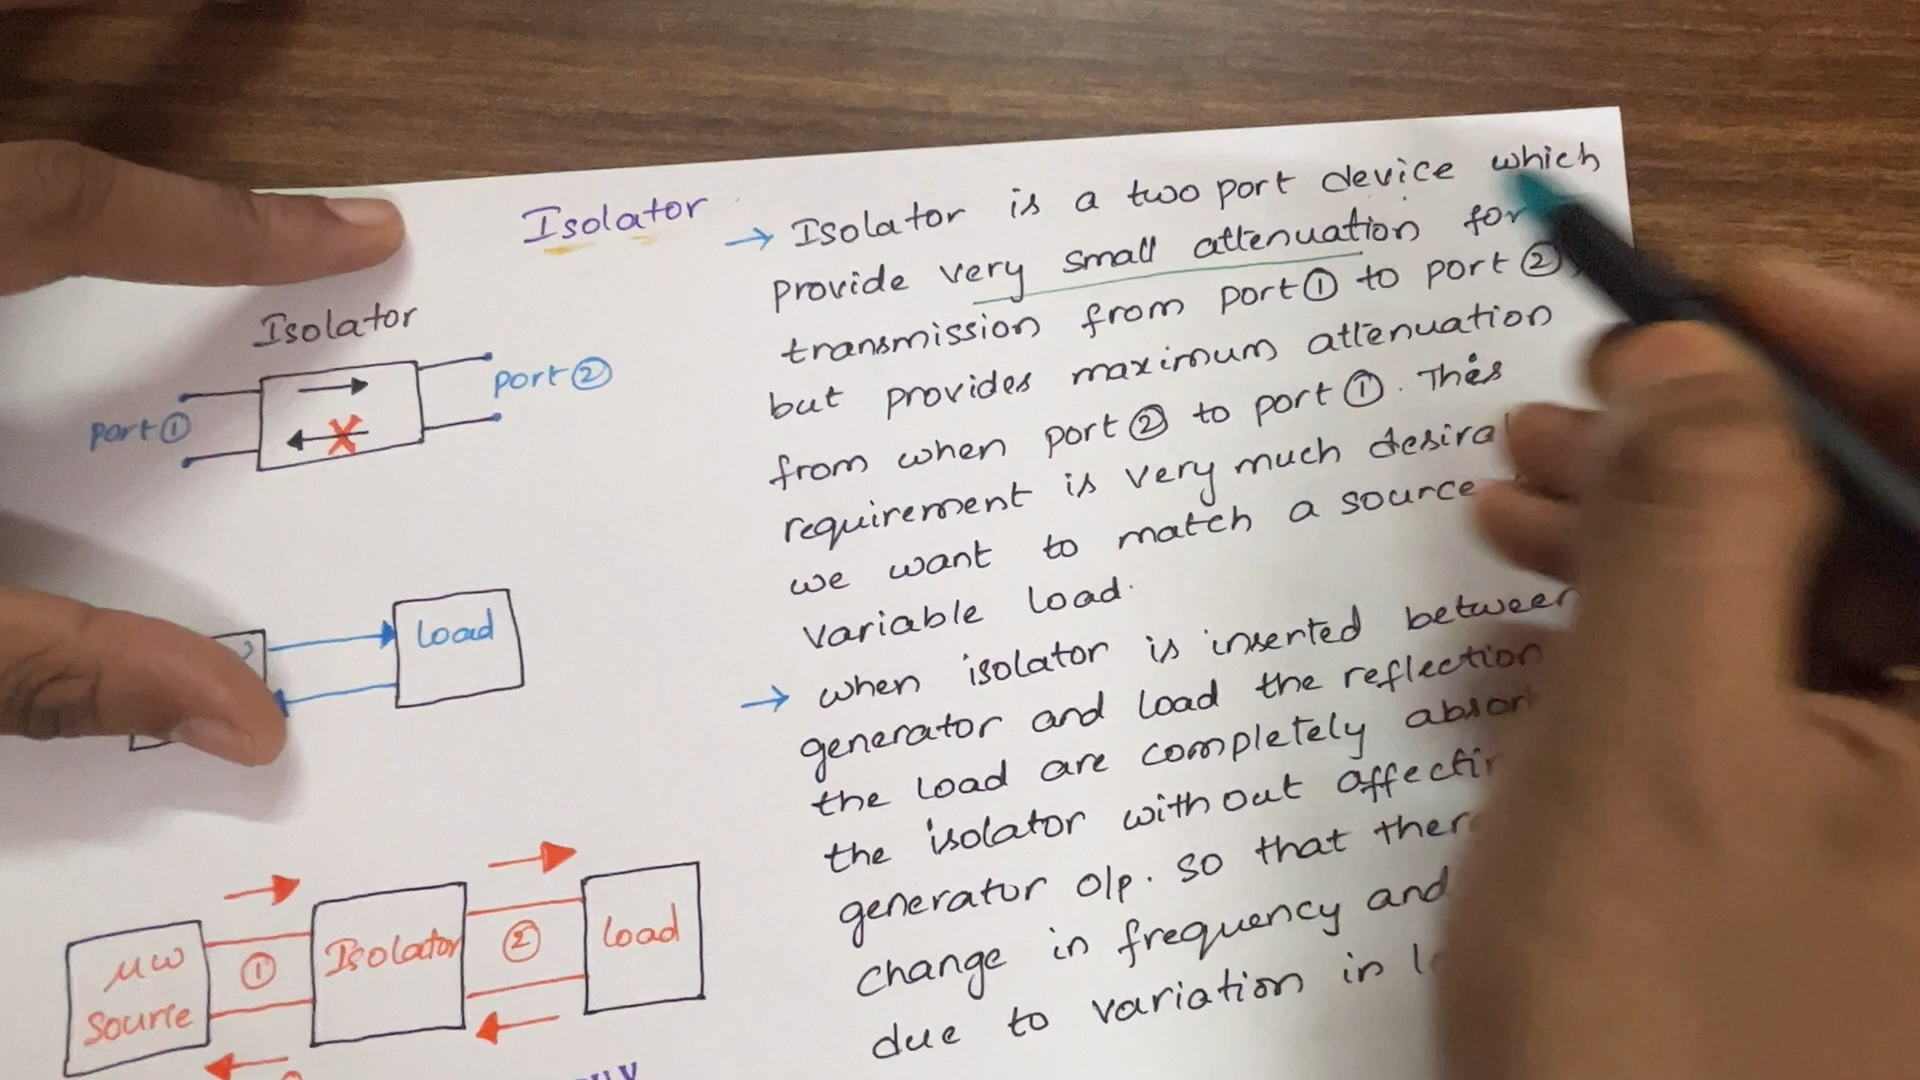 Isolator
→ Isolator is a two port device which
provide very small attenuation for
transmission from port ① to port ②,
but provides maximum attenuation
from when port ② to port ①. This
requirement is very much
we want to match a source
variable load.
→ when isolator is inserted between
generator and load the reflection
the load are completely
the isolator without
generator o/p. so that
change in frequency and
due to variation in
Isolator
port ①
port ②
load
μw
source
①
Isolator
②
load